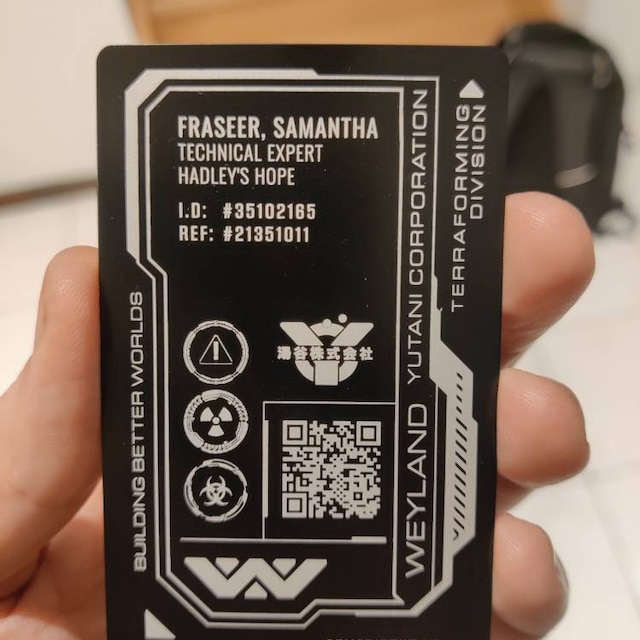 FRASEER, SAMANTHA
TECHNICAL EXPERT
HADLEY'S HOPE
I.D: #35102165
REF: #21351011
湯谷株式会社
BUILDING BETTER WORLDS
WEYLAND YUTANI CORPORATION
TERRAFORMING
DIVISION